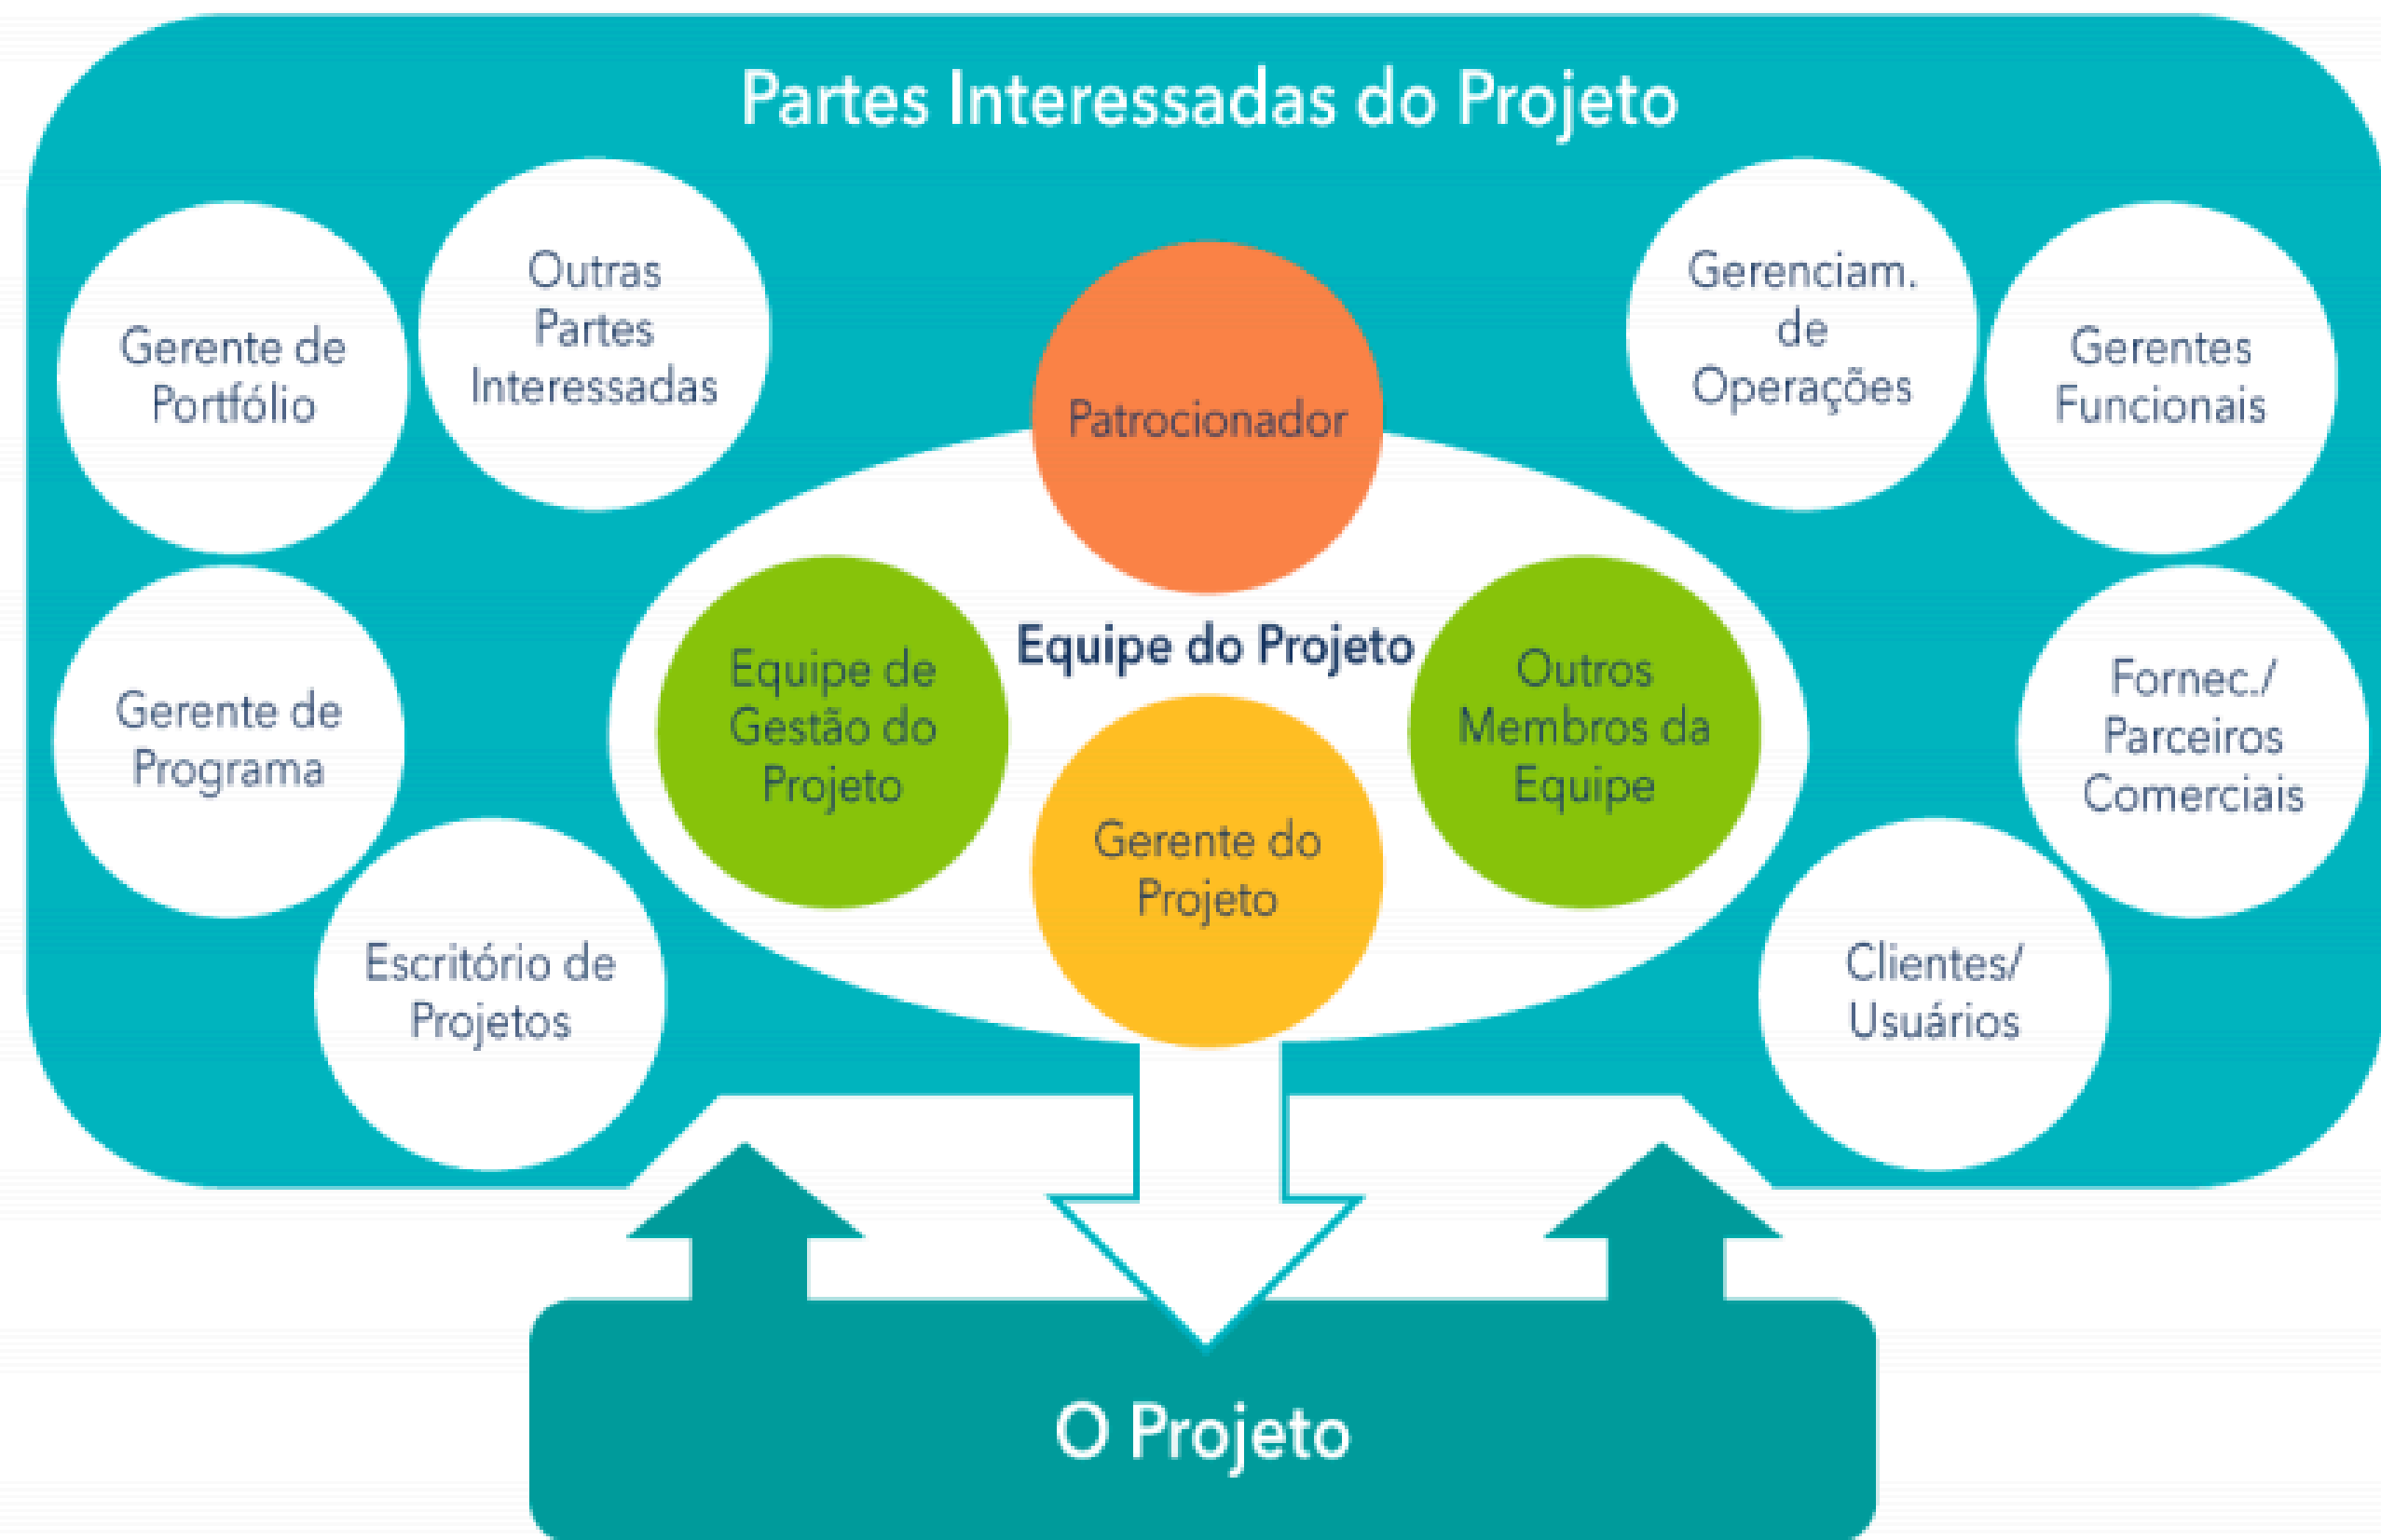 Partes Interessadas do Projeto
Gerente de
Portfólio
Outras
Partes
Interessadas
Patrocionador
Gerenciam.
de
Operações
Gerentes
Funcionais
Gerente de
Programa
Equipe de
Gestão do
Projeto
Equipe do Projeto
Gerente do
Projeto
Outros
Membros da
Equipe
Fornec./
Parceiros
Comerciais
Escritório de
Projetos
Clientes/
Usuários
O Projeto